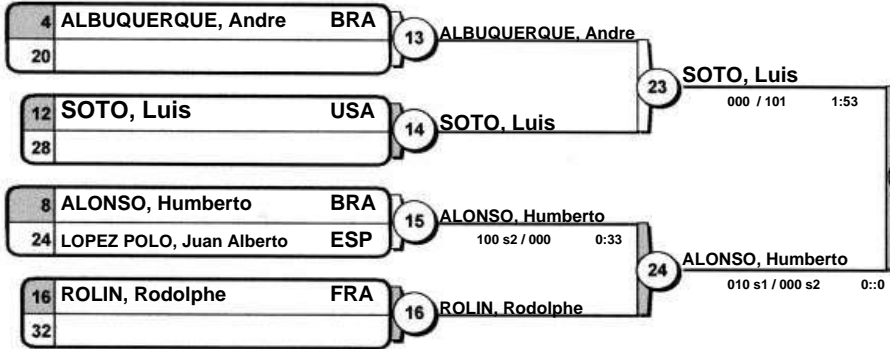 4 ALBUQUERQUE, Andre BRA
20
13 ALBUQUERQUE, Andre
12 SOTO, Luis USA
28
14 SOTO, Luis
23 SOTO, Luis
000 / 101 1:53
8 ALONSO, Humberto BRA
24 LOPEZ POLO, Juan Alberto ESP
15 ALONSO, Humberto
100 s2 / 000 0:33
16 ROLIN, Rodolphe FRA
32
16 ROLIN, Rodolphe
24 ALONSO, Humberto
010 s1 / 000 s2 0::0